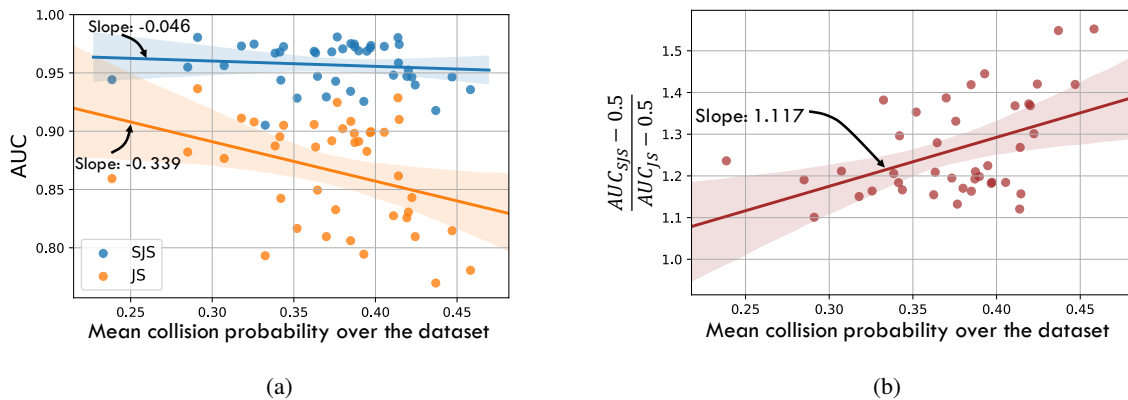 1.00
0.95
0.90
0.85
0.80
AUC
Slope: -0.046
Slope: -0.339
SJS
JS
0.25 0.30 0.35 0.40 0.45
Mean collision probability over the dataset
(a)
1.5
1.4
1.3
1.2
1.1
1.0
AUC_SJS − 0.5
AUC_JS − 0.5
Slope: 1.117
0.25 0.30 0.35 0.40 0.45
Mean collision probability over the dataset
(b)